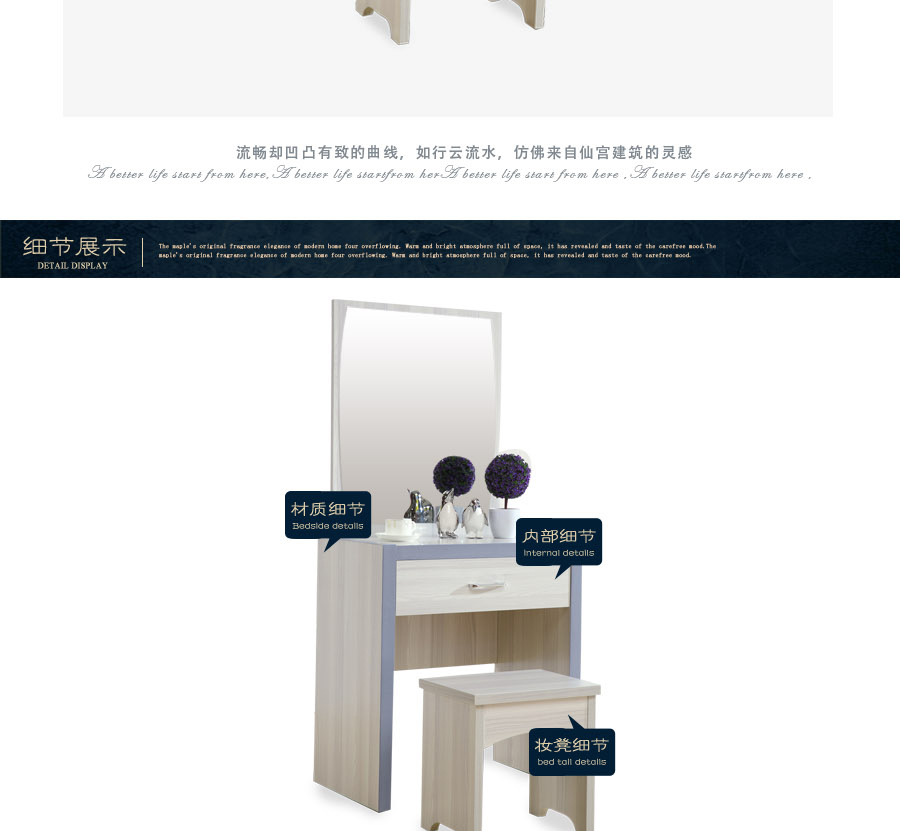 流畅却凹凸有致的曲线，如行云流水，仿佛来自仙宫建筑的灵感
A better life start from here,A better life startfrom herA better life start from here ,A better life startfrom here ,
细节展示
DETAIL DISPLAY
The maple's original fragrance elegance of modern home four overflowing. Warm and bright atmosphere full of space, it has revealed and taste of the carefree mood.The
maple's original fragrance elegance of modern home four overflowing. Warm and bright atmosphere full of space, it has revealed and taste of the carefree mood.
材质细节
Bedside details
内部细节
Internal details
妆凳细节
bed tail details